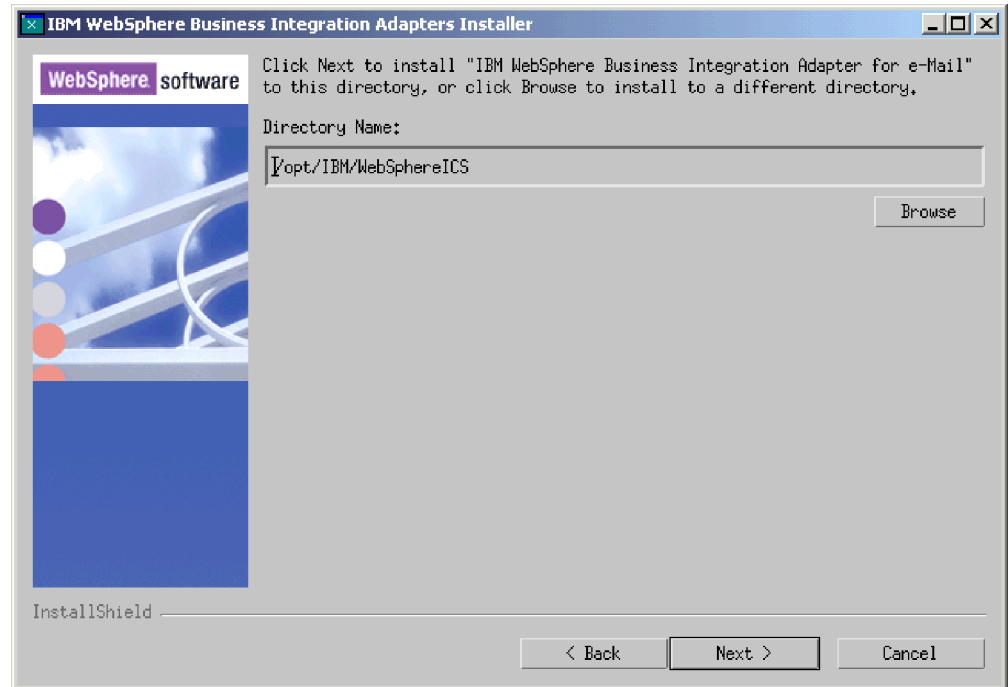 IBM WebSphere Business Integration Adapters Installer
WebSphere software
Click Next to install "IBM WebSphere Business Integration Adapter for e-Mail"
to this directory, or click Browse to install to a different directory.
Directory Name:
/opt/IBM/WebSphereICS
Browse
InstallShield
< Back
Next >
Cancel